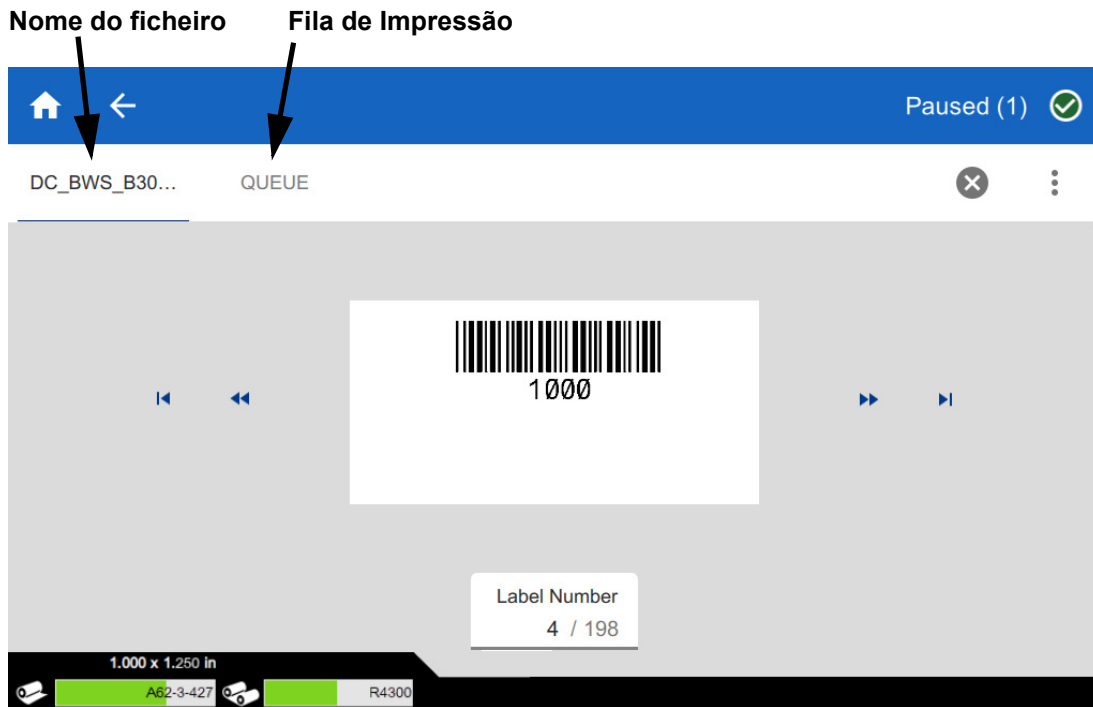 Nome do ficheiro Fila de Impressão
Paused (1)
DC_BWS_B30... QUEUE
1000
Label Number
4 / 198
1.000 x 1.250 in
A62-3-427 R4300